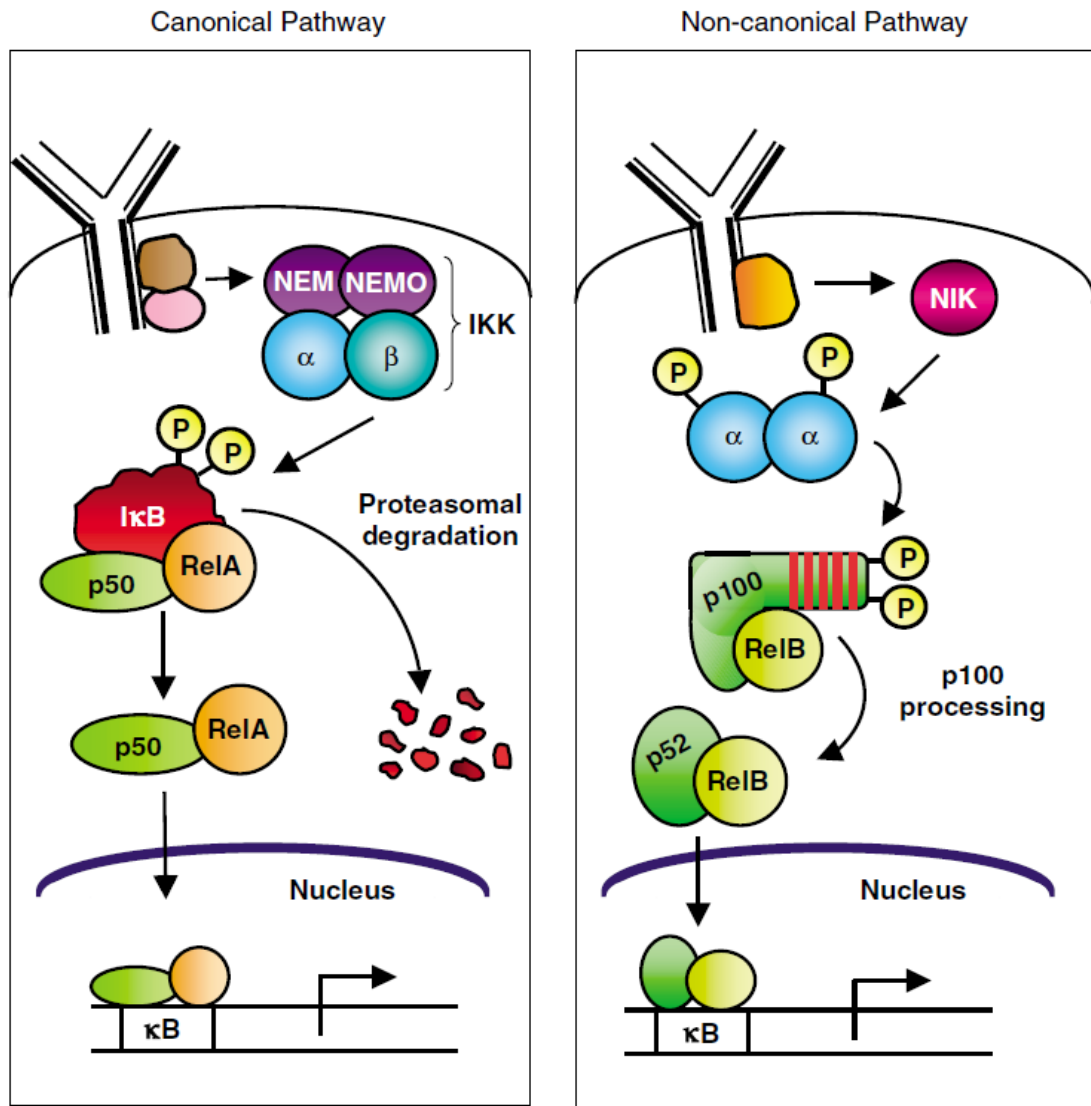 Canonical Pathway
NEM NEMO
IKK
α β
P P
IκB
RelA
p50
Proteasomal
degradation
RelA
p50
Nucleus
κB
Non-canonical Pathway
NIK
P P
α α
P
p100
P
RelB
p100
processing
p52
RelB
Nucleus
κB